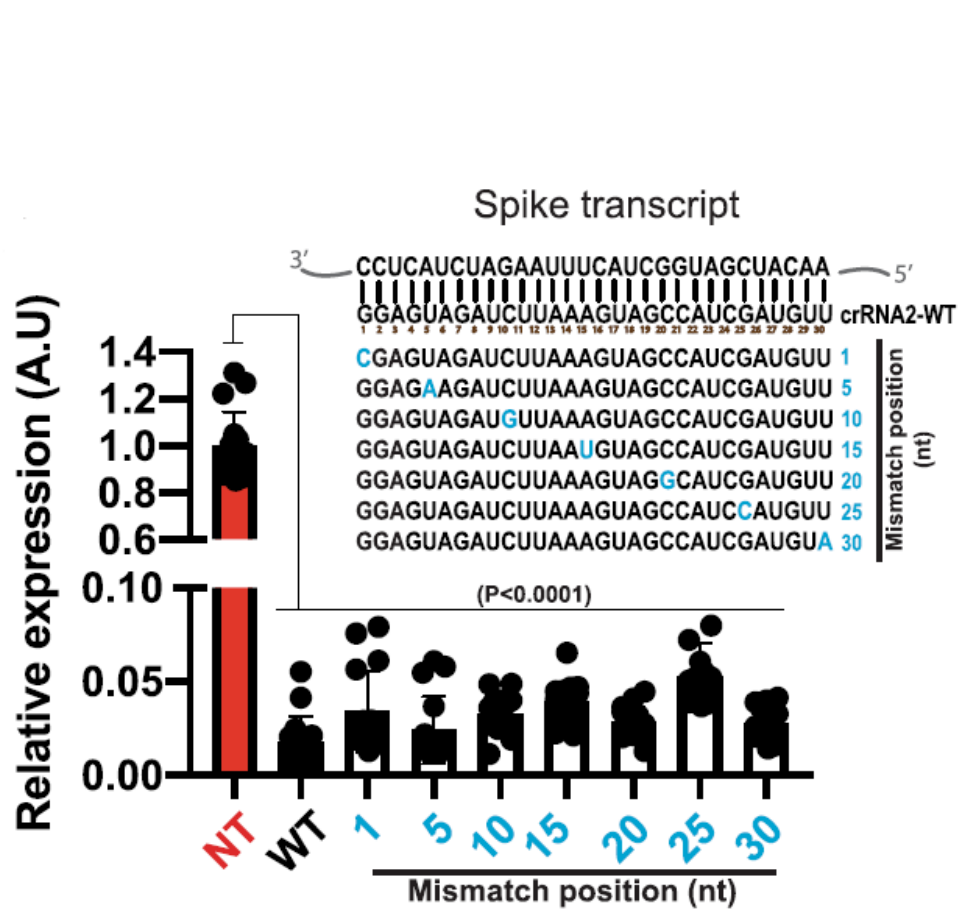 Spike transcript
3′ CCUCAUCUAGAAUUUCAUCGGUAGCUACAA 5′
GGAGUAGAUCUUAAAGUAGCCAUCGAUGUU crRNA2-WT
1 2 3 4 5 6 7 8 9 10 11 12 13 14 15 16 17 18 19 20 21 22 23 24 25 26 27 28 29 30
CGAGUAGAUCUUAAAGUAGCCAUCGAUGUU 1
GGAGAAGAUCUUAAAGUAGCCAUCGAUGUU 5
GGAGUAGAUGUUAAAGUAGCCAUCGAUGUU 10
GGAGUAGAUCUUAAUGUAGCCAUCGAUGUU 15
GGAGUAGAUCUUAAAGUAGGCAUCGAUGUU 20
GGAGUAGAUCUUAAAGUAGCCAUCCAUGUU 25
GGAGUAGAUCUUAAAGUAGCCAUCGAUGUA 30
Mismatch position
(nt)
Relative expression (A.U)
1.4
1.2
1.0
0.8
0.6
0.10
0.05
0.00
(P<0.0001)
NT WT 1 5 10 15 20 25 30
Mismatch position (nt)